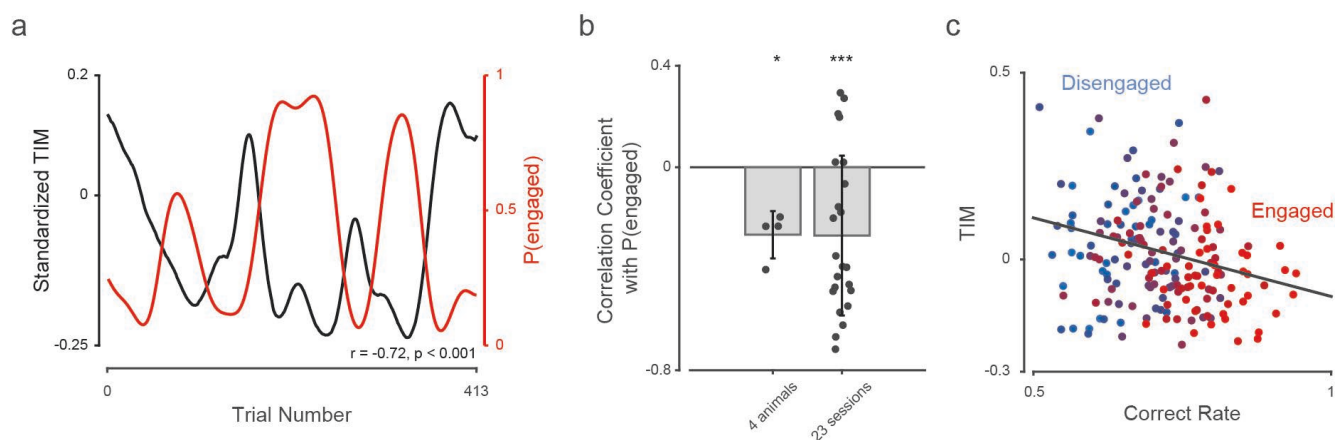 a
0.2
0
-0.25
Standardized TIM
1
0.5
0
P(engaged)
r = -0.72, p < 0.001
0
413
Trial Number
b
* ***
0.4
0
-0.8
Correlation Coefficient
with P(engaged)
4 animals
23 sessions
c
0.5
0
-0.3
TIM
Disengaged
Engaged
0.5
1
Correct Rate